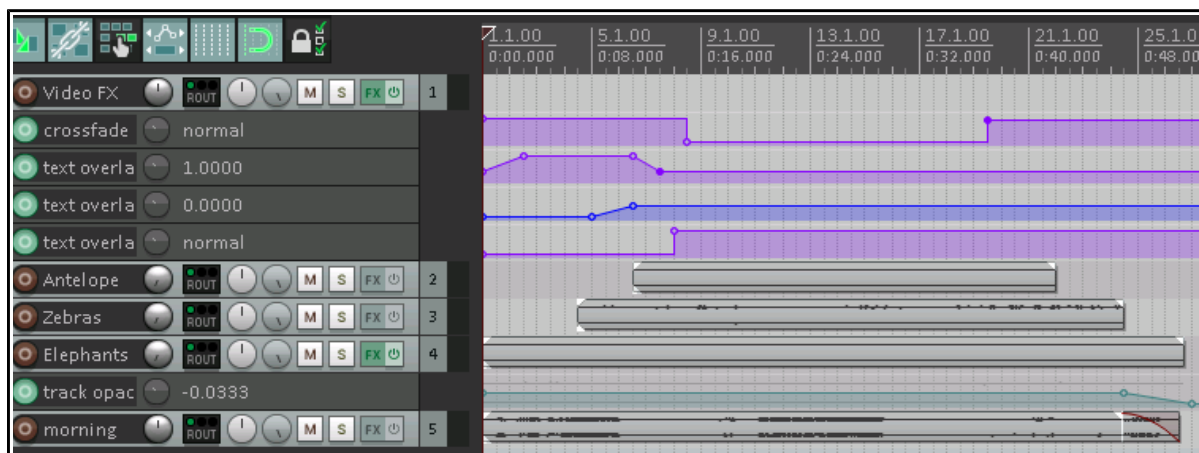 1.1.00 5.1.00 9.1.00 13.1.00 17.1.00 21.1.00 25.1.0
0:00.000 0:08.000 0:16.000 0:24.000 0:32.000 0:40.000 0:48.00
Video FX ROUT M S FX 1
crossfade normal
text overla 1.0000
text overla 0.0000
text overla normal
Antelope ROUT M S FX 2
Zebras ROUT M S FX 3
Elephants ROUT M S FX 4
track opac -0.0333
morning ROUT M S FX 5